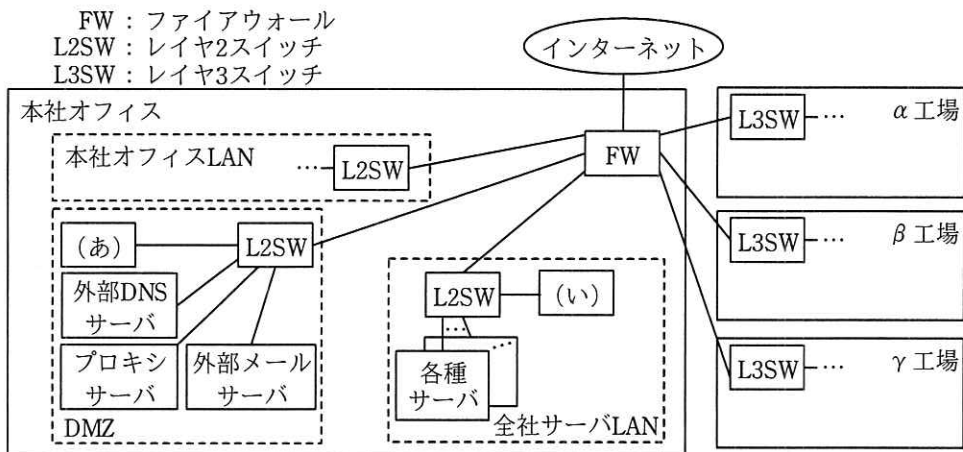 FW : ファイアウォール
L2SW : レイヤ2スイッチ
L3SW : レイヤ3スイッチ
インターネット
本社オフィス
本社オフィスLAN
…
L2SW
FW
L3SW
…
α工場
(あ)
L2SW
外部DNS
サーバ
プロキシ
サーバ
外部メール
サーバ
DMZ
L2SW
(い)
…
…
各種
サーバ
全社サーバLAN
L3SW
…
β工場
L3SW
…
γ工場